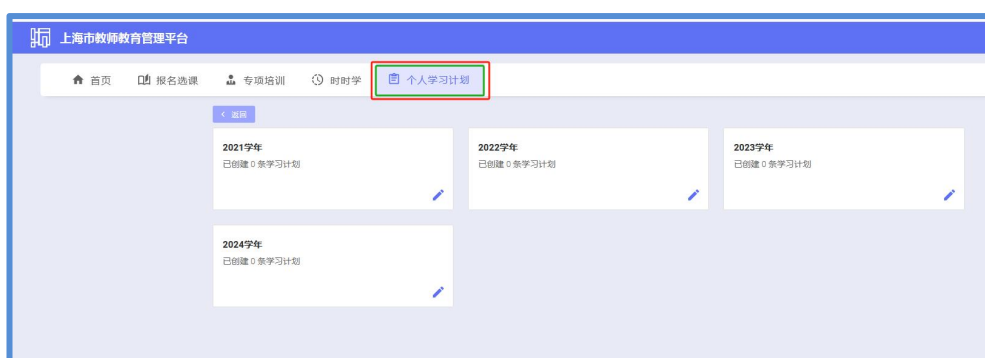 上海市教师教育管理平台
首页 报名选课 专项培训 时时学 个人学习计划
< 返回
2021学年 2022学年 2023学年
已创建 0 条学习计划 已创建 0 条学习计划 已创建 0 条学习计划
2024学年
已创建 0 条学习计划